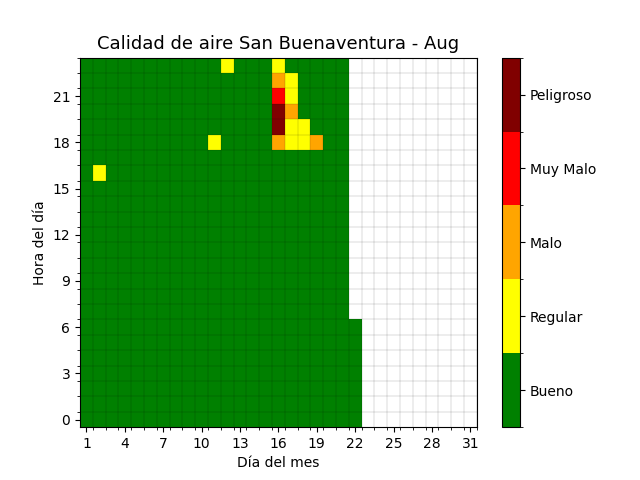 Calidad de aire San Buenaventura - Aug
Hora del día
21
18
15
12
9
6
3
0
1 4 7 10 13 16 19 22 25 28 31
Día del mes
Peligroso
Muy Malo
Malo
Regular
Bueno